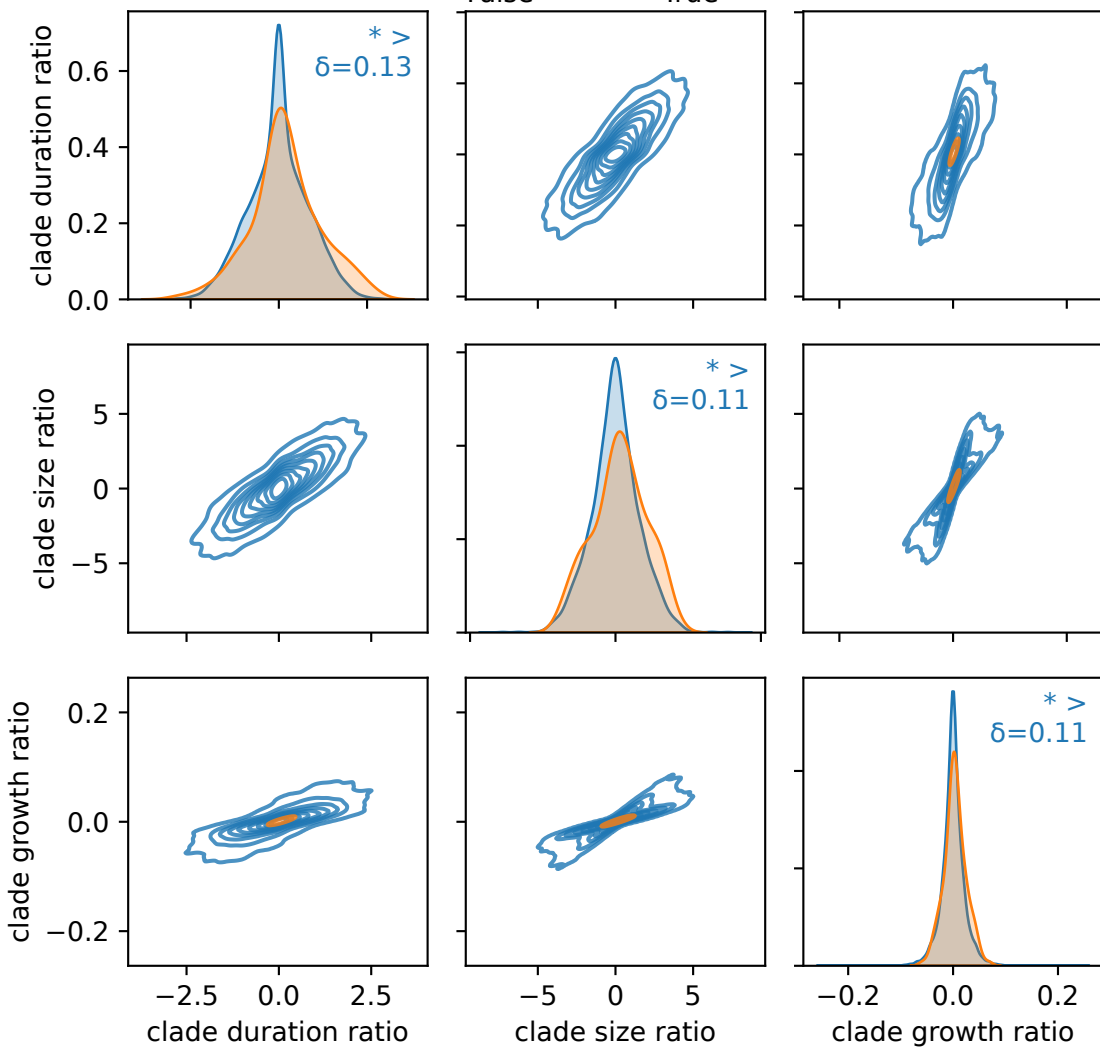 clade duration ratio
0.6
0.4
0.2
0.0
* >
δ=0.13
clade size ratio
5
0
−5
* >
δ=0.11
clade growth ratio
0.2
0.0
−0.2
* >
δ=0.11
−2.5 0.0 2.5
−5 0 5
−0.2 0.0 0.2
clade duration ratio
clade size ratio
clade growth ratio